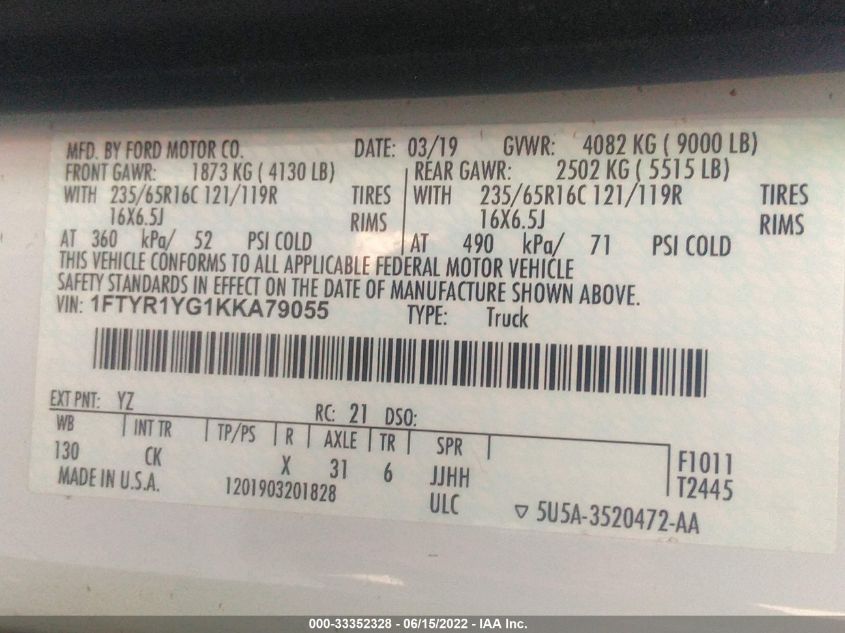 MFD. BY FORD MOTOR CO. DATE: 03/19 GVWR: 4082 KG ( 9000 LB)
FRONT GAWR: 1873 KG ( 4130 LB) REAR GAWR: 2502 KG ( 5515 LB)
WITH 235/65R16C 121/119R TIRES WITH 235/65R16C 121/119R TIRES
16X6.5J RIMS 16X6.5J RIMS
AT 360 kPa/ 52 PSI COLD AT 490 kPa/ 71 PSI COLD
THIS VEHICLE CONFORMS TO ALL APPLICABLE FEDERAL MOTOR VEHICLE
SAFETY STANDARDS IN EFFECT ON THE DATE OF MANUFACTURE SHOWN ABOVE.
VIN: 1FTYR1YG1KKA79055 TYPE: Truck
EXT PNT: YZ RC: 21 DSO:
WB INT TR TP/PS R AXLE TR SPR
130 CK X 31 6 JJHH F1011
MADE IN U.S.A. 1201903201828 ULC T2445
▽ 5U5A-3520472-AA
000-33352328 - 06/15/2022 - IAA Inc.